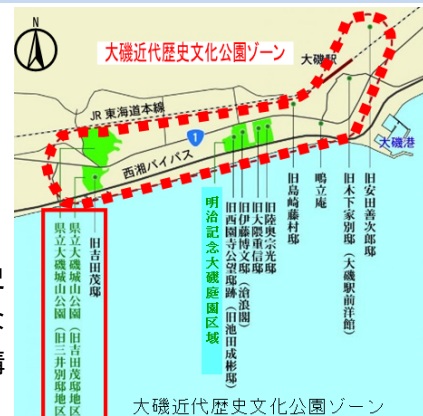 N
大磯近代歴史文化公園ゾーン
大磯駅
JR 東海道本線
1
西湘バイパス
大磯港
旧安田善次郎邸
旧木下家別邸（大磯駅前洋館）
鴫立庵
旧島崎藤村邸
旧陸奥宗光邸
旧大隈重信邸
旧伊藤博文邸（滄浪閣）
旧西園寺公望邸跡（旧池田成彬邸）
明治記念大磯庭園区域
旧吉田茂邸
県立大磯城山公園（旧吉田茂邸地区
県立大磯城山公園（旧三井別邸地区
大磯近代歴史文化公園ゾーン